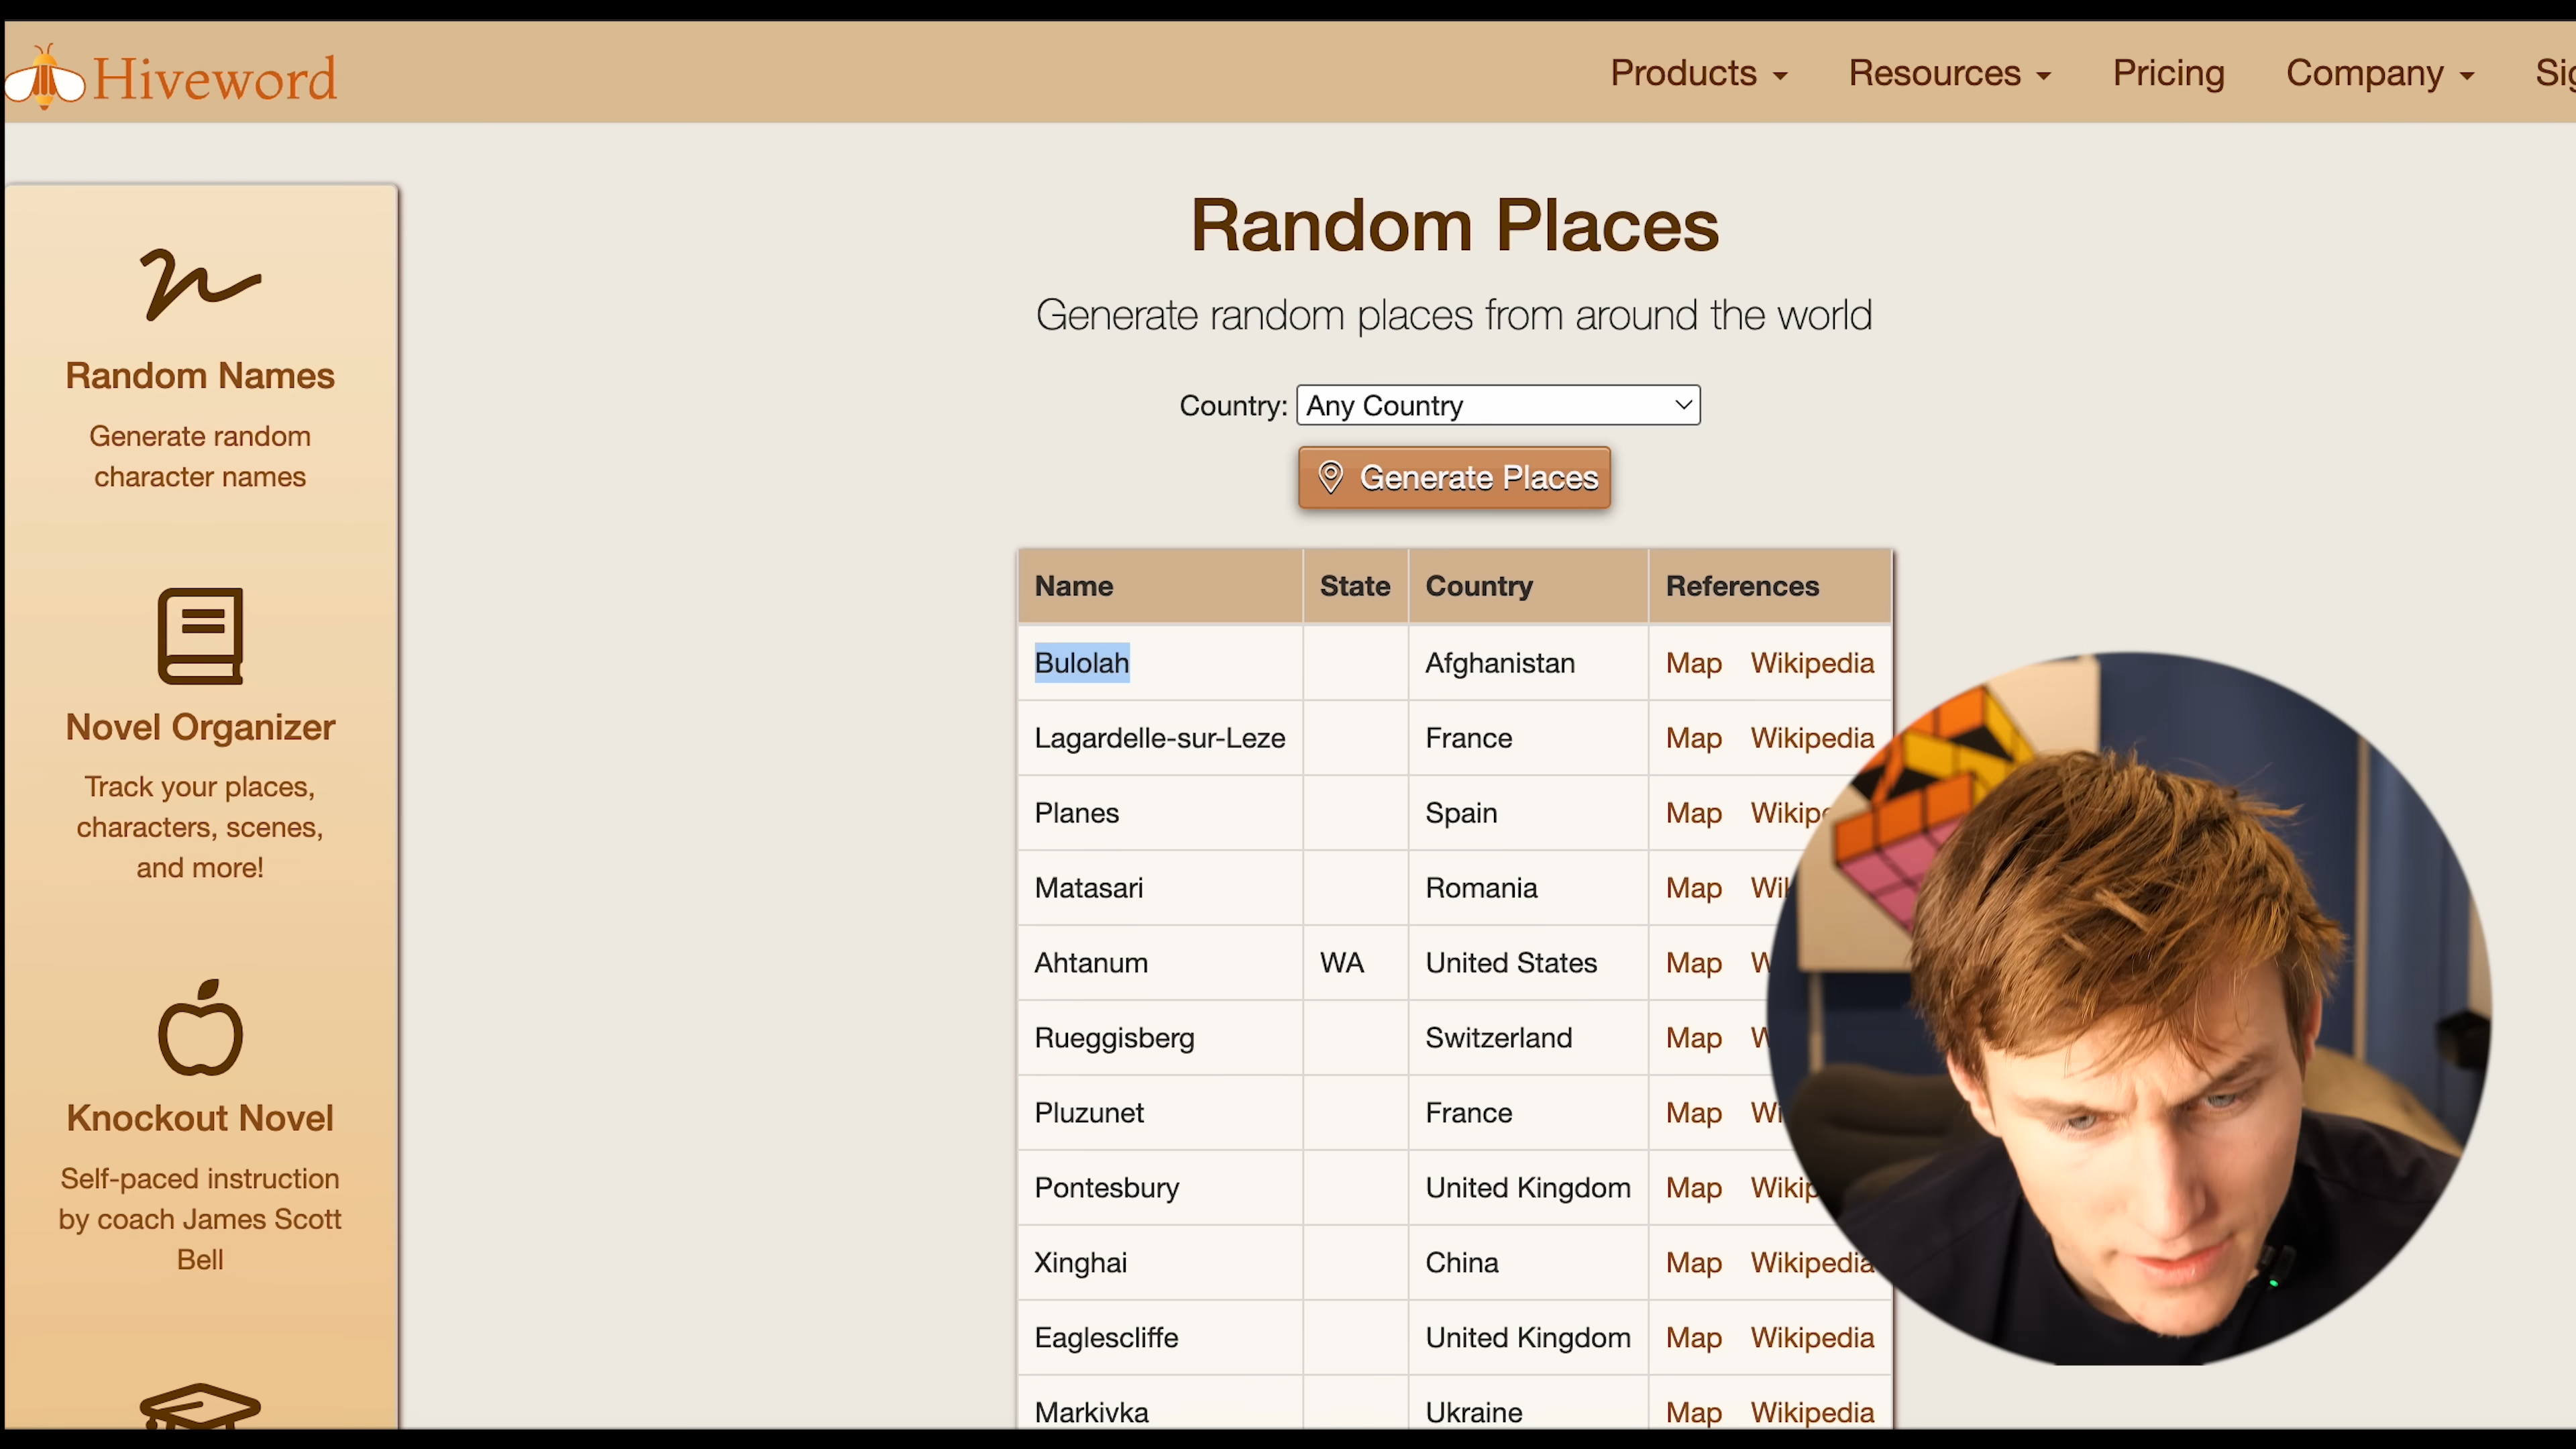 Hiveword
Products
Resources
Pricing
Company
Random Names
Generate random
character names
Novel Organizer
Track your places,
characters, scenes,
and more!
Knockout Novel
Self-paced instruction
by coach James Scott
Bell
Random Places
Generate random places from around the world
Country: Any Country
Generate Places
Name State Country References
Bulolah Afghanistan Map Wikipedia
Lagardelle-sur-Leze France Map Wikipedia
Planes Spain Map
Matasari Romania Map
Ahtanum WA United States Map
Rueggisberg Switzerland Map
Pluzunet France Map
Pontesbury United Kingdom Map
Xinghai China Map Wikipedia
Eaglescliffe United Kingdom Map Wikipedia
Markivka Ukraine Map Wikipedia